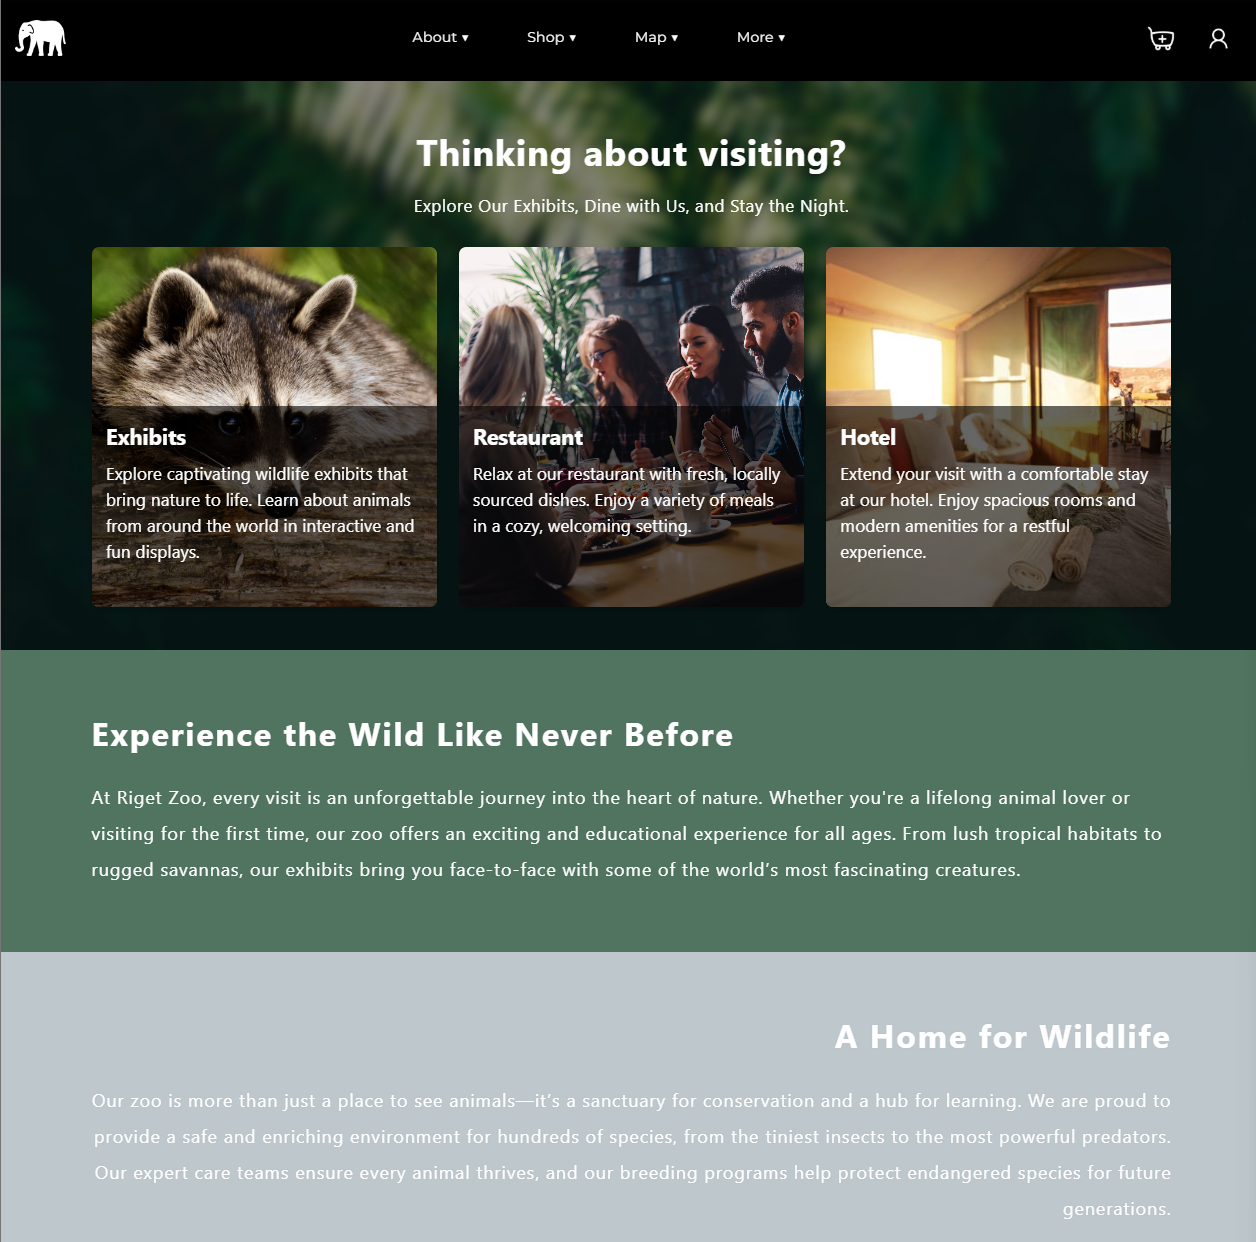 About ▾ Shop ▾ Map ▾ More ▾
Thinking about visiting?
Explore Our Exhibits, Dine with Us, and Stay the Night.
Exhibits
Explore captivating wildlife exhibits that
bring nature to life. Learn about animals
from around the world in interactive and
fun displays.
Restaurant
Relax at our restaurant with fresh, locally
sourced dishes. Enjoy a variety of meals
in a cozy, welcoming setting.
Hotel
Extend your visit with a comfortable stay
at our hotel. Enjoy spacious rooms and
modern amenities for a restful
experience.
Experience the Wild Like Never Before
At Riget Zoo, every visit is an unforgettable journey into the heart of nature. Whether you're a lifelong animal lover or
visiting for the first time, our zoo offers an exciting and educational experience for all ages. From lush tropical habitats to
rugged savannas, our exhibits bring you face-to-face with some of the world’s most fascinating creatures.
A Home for Wildlife
Our zoo is more than just a place to see animals—it’s a sanctuary for conservation and a hub for learning. We are proud to
provide a safe and enriching environment for hundreds of species, from the tiniest insects to the most powerful predators.
Our expert care teams ensure every animal thrives, and our breeding programs help protect endangered species for future
generations.